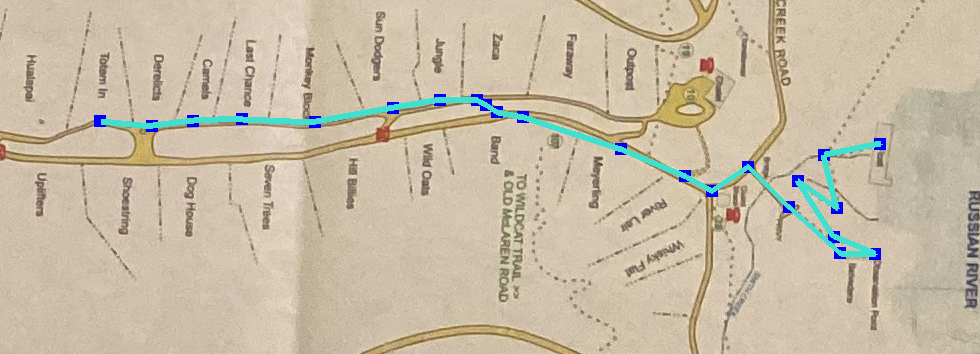 CREEK ROAD
Hualapai
Totem In
Derelicts
Camels
Last Chance
Monkey Block
Sun Dodgers
Jungle
Zaca
Faraway
Outpost
Uplifters
Shoestring
Dog House
Seven Trees
Hill Billies
Wild Oats
Band
Meyerling
River Lair
Whisky Flat
TO WILDCAT TRAIL >>
& OLD McLAREN ROAD
RUSSIAN RIVER